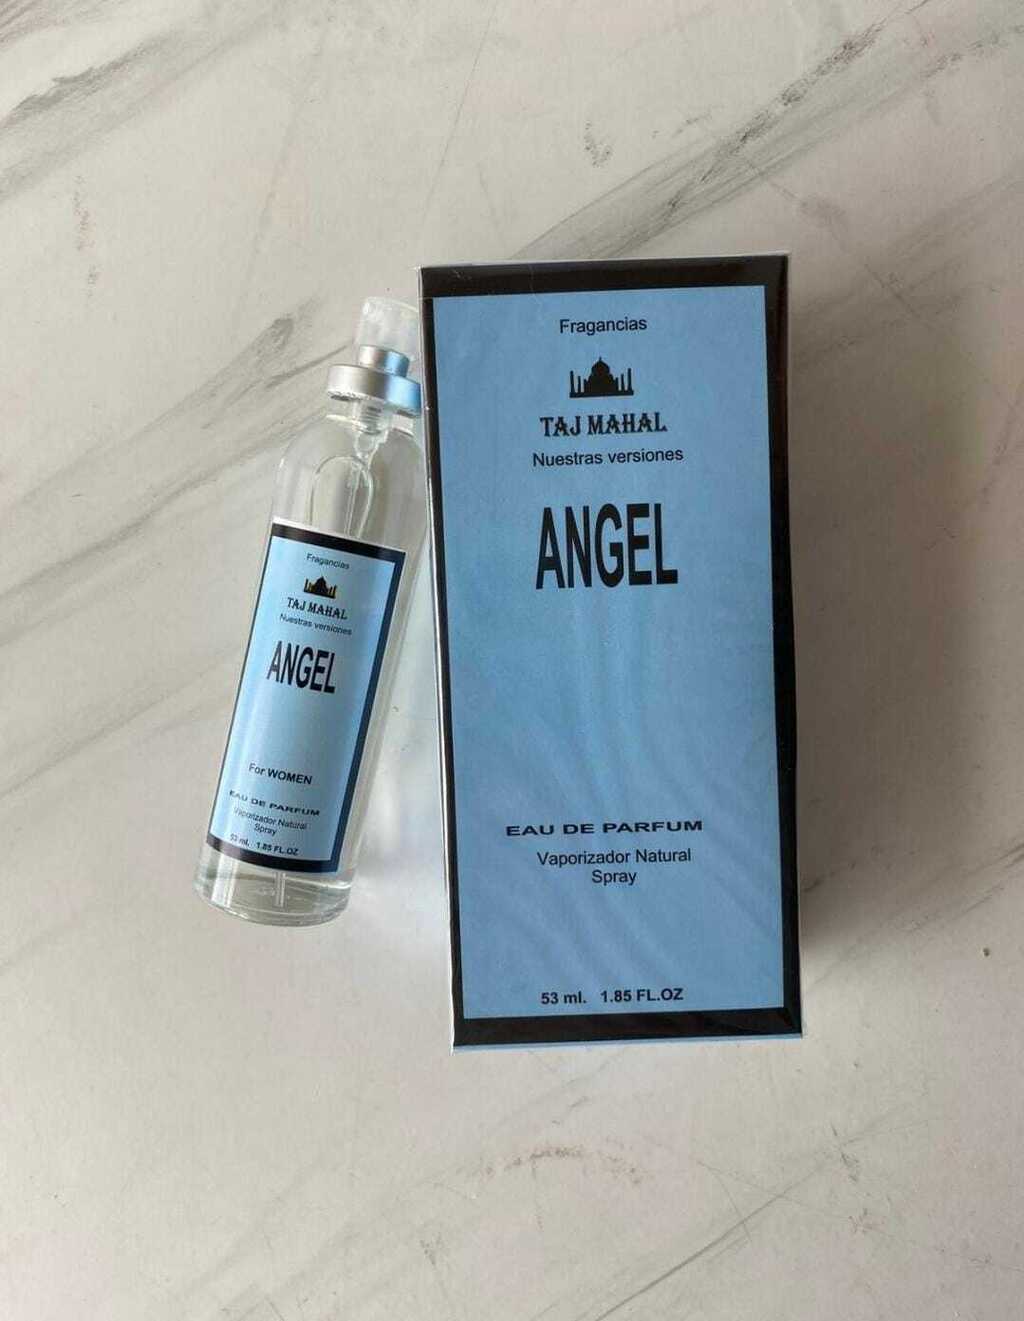 Fragancias
TAJ MAHAL
Nuestras versiones
ANGEL
For WOMEN
EAU DE PARFUM
Vaporizador Natural
Spray
53 ml. 1.85 FL.OZ
Fragancias
TAJ MAHAL
Nuestras versiones
ANGEL
EAU DE PARFUM
Vaporizador Natural
Spray
53 ml. 1.85 FL.OZ